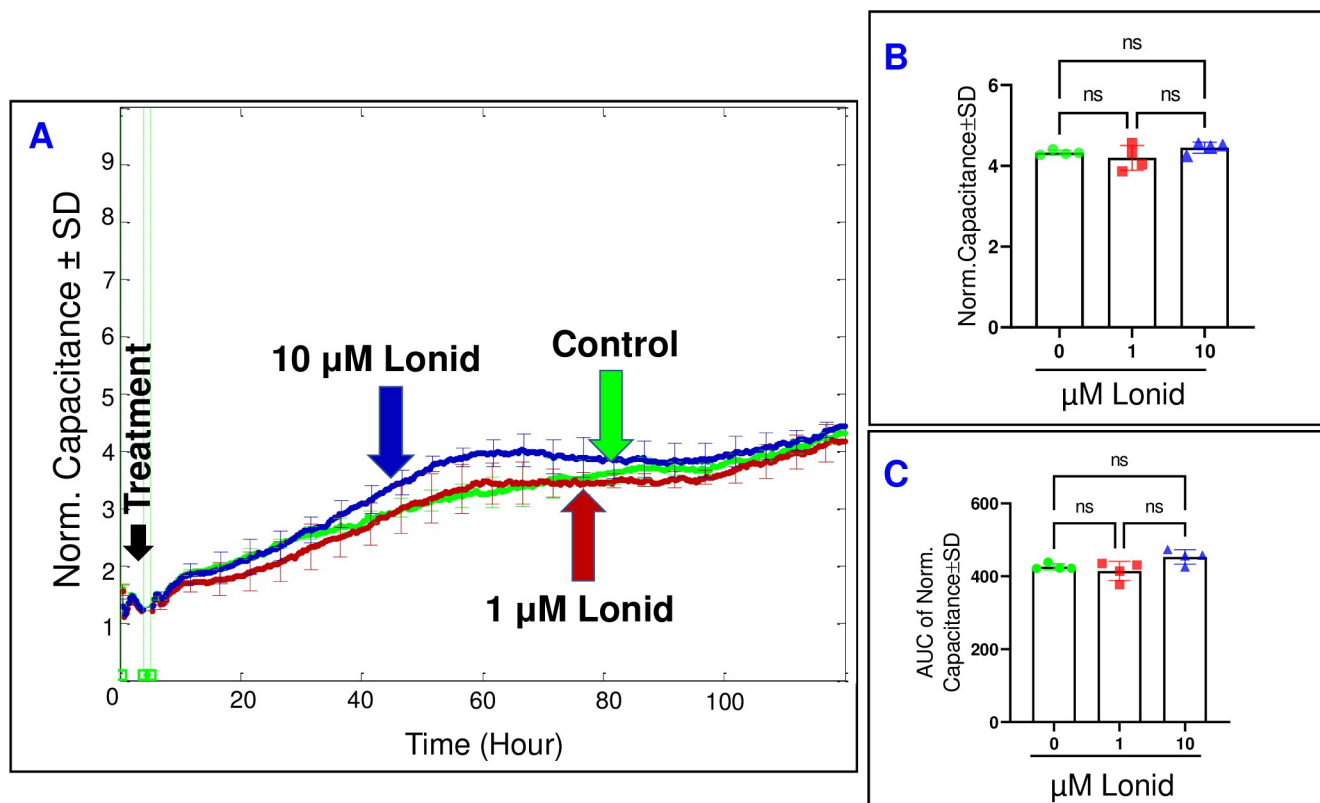 A
Norm. Capacitance ± SD
9
8
7
6
5
4
3
2
1
Treatment
10 µM Lonid
Control
1 µM Lonid
0
20
40
60
80
100
Time (Hour)
B
ns
ns
ns
Norm.Capacitance±SD
6
4
2
0
0
1
10
µM Lonid
C
ns
ns
ns
AUC of Norm.
Capacitance±SD
600
400
200
0
0
1
10
µM Lonid